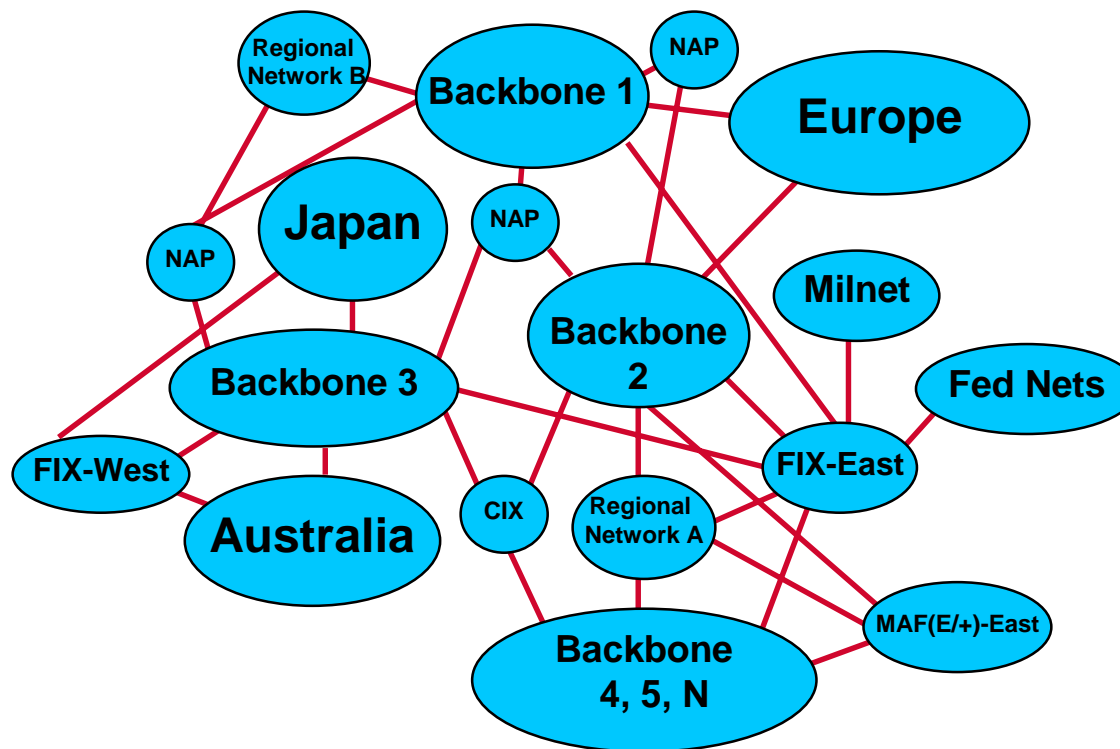 Regional
Network B
Backbone 1
NAP
Europe
Japan
NAP
NAP
Milnet
Backbone
2
Backbone 3
Fed Nets
FIX-West
FIX-East
Australia
CIX
Regional
Network A
MAF(E/+)-East
Backbone
4, 5, N